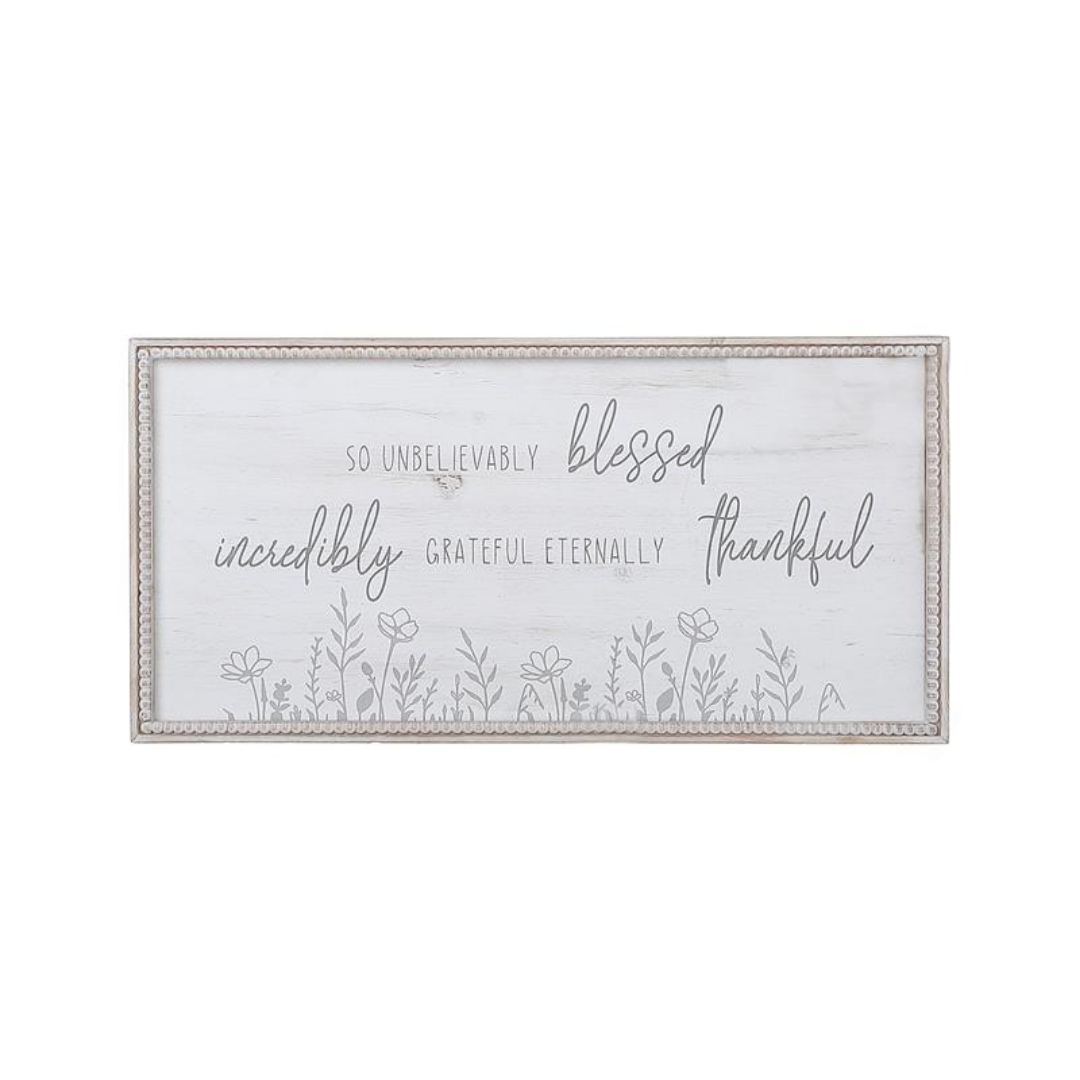 SO UNBELIEVABLY blessed
incredibly GRATEFUL ETERNALLY thankful